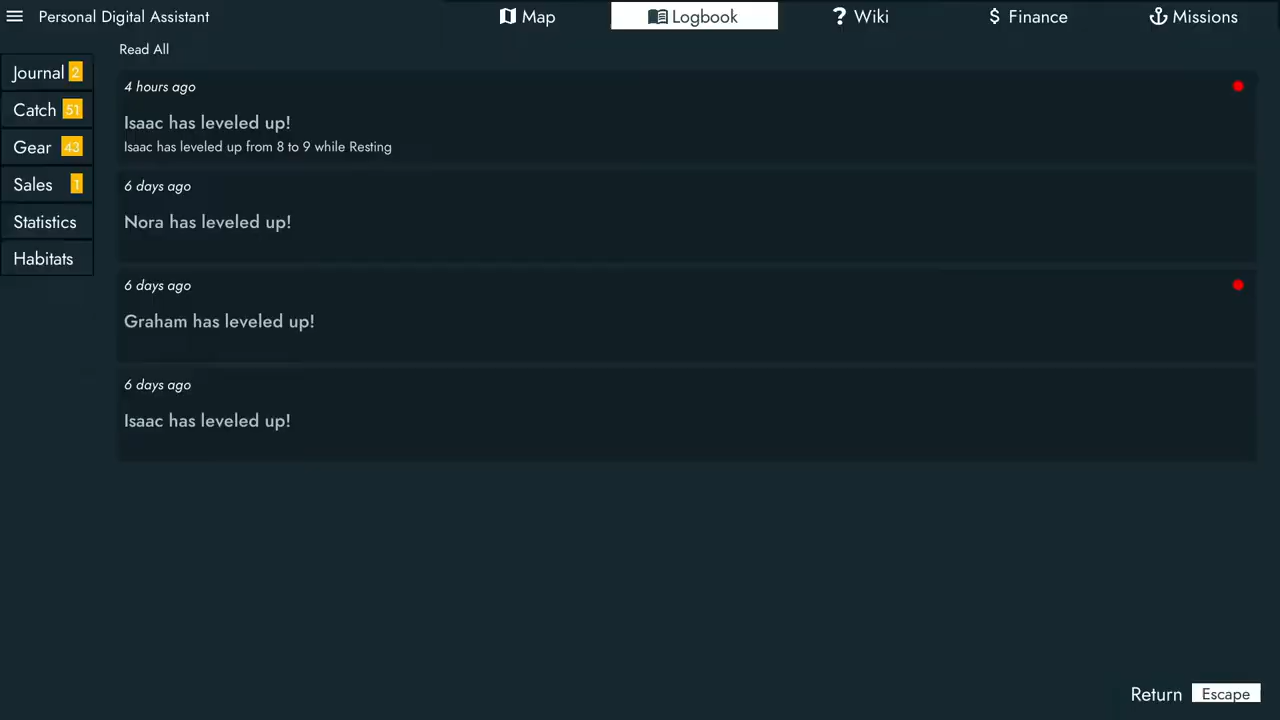 Personal Digital Assistant
Map
Logbook
? Wiki
$ Finance
Missions
Read All
Journal 2
Catch 51
Gear 43
Sales 1
Statistics
Habitats
4 hours ago
Isaac has leveled up!
Isaac has leveled up from 8 to 9 while Resting
6 days ago
Nora has leveled up!
6 days ago
Graham has leveled up!
6 days ago
Isaac has leveled up!
Return Escape